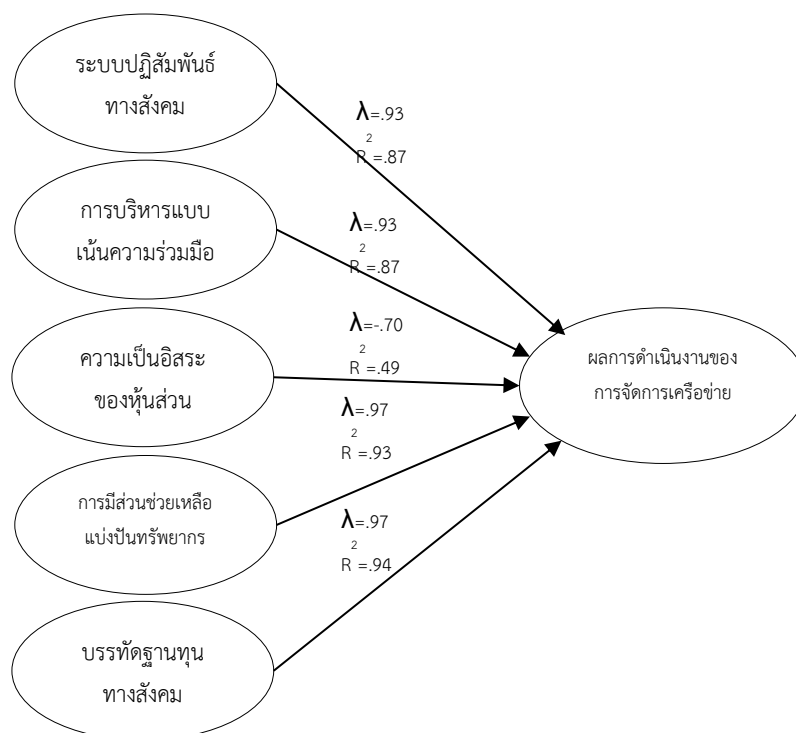 ระบบปฏิสัมพันธ์
ทางสังคม
λ=.93
R²=.87
การบริหารแบบ
เน้นความร่วมมือ
λ=.93
R²=.87
ความเป็นอิสระ
ของหุ้นส่วน
λ=-.70
R²=.49
ผลการดำเนินงานของ
การจัดการเครือข่าย
การมีส่วนช่วยเหลือ
แบ่งปันทรัพยากร
λ=.97
R²=.93
บรรทัดฐานทุน
ทางสังคม
λ=.97
R²=.94